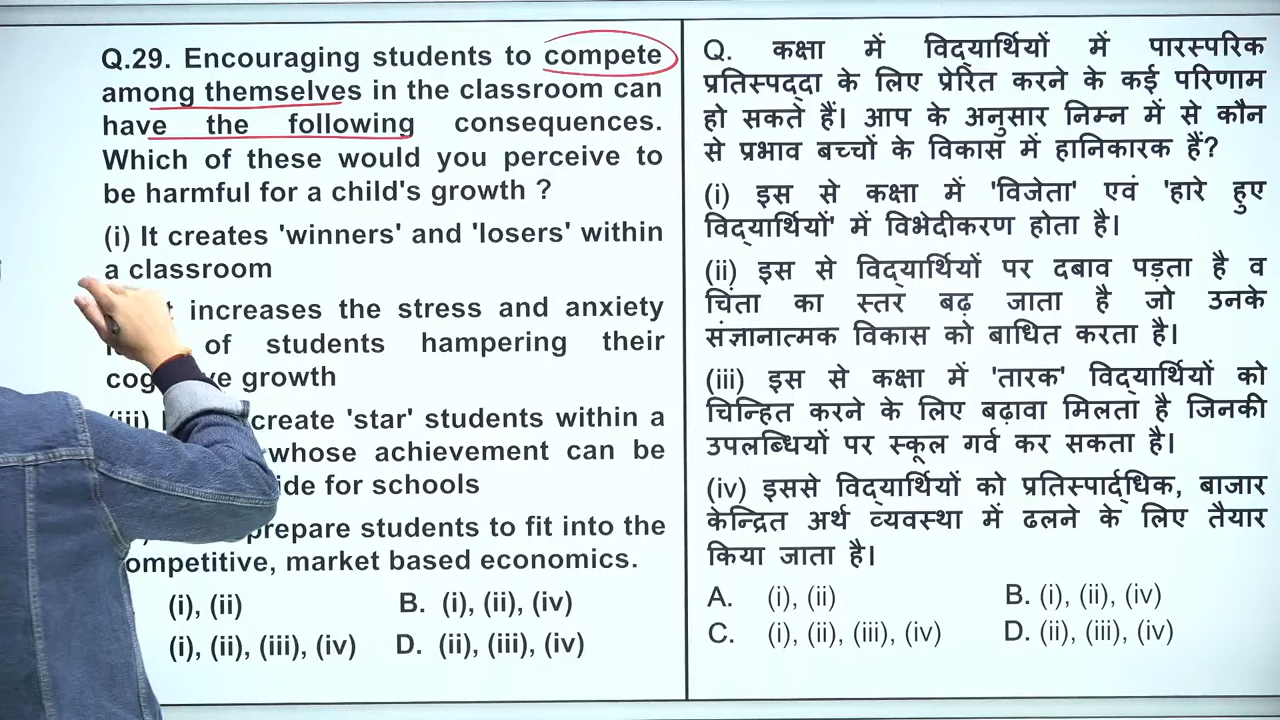 Q.29. Encouraging students to compete
among themselves in the classroom can
have the following consequences.
Which of these would you perceive to
be harmful for a child's growth ?
(i) It creates 'winners' and 'losers' within
a classroom
increases the stress and anxiety
of students hampering their
growth
(iii) create 'star' students within a
whose achievement can be
for schools
prepare students to fit into the
competitive, market based economics.
(i), (ii) B. (i), (ii), (iv)
(i), (ii), (iii), (iv) D. (ii), (iii), (iv)
Q. कक्षा में विद्यार्थियों में पारस्परिक
प्रतिस्पद्दा के लिए प्रेरित करने के कई परिणाम
हो सकते हैं। आप के अनुसार निम्न में से कौन
से प्रभाव बच्चों के विकास में हानिकारक हैं?
(i) इस से कक्षा में 'विजेता' एवं 'हारे हुए
विद्यार्थियों' में विभेदीकरण होता है।
(ii) इस से विद्यार्थियों पर दबाव पड़ता है व
चिंता का स्तर बढ़ जाता है जो उनके
संज्ञानात्मक विकास को बाधित करता है।
(iii) इस से कक्षा में 'तारक' विद्यार्थियों को
चिन्हित करने के लिए बढ़ावा मिलता है जिनकी
उपलब्धियों पर स्कूल गर्व कर सकता है।
(iv) इससे विद्यार्थियों को प्रतिस्पार्द्धिक, बाजार
केन्द्रित अर्थ व्यवस्था में ढलने के लिए तैयार
किया जाता है।
A. (i), (ii) B. (i), (ii), (iv)
C. (i), (ii), (iii), (iv) D. (ii), (iii), (iv)